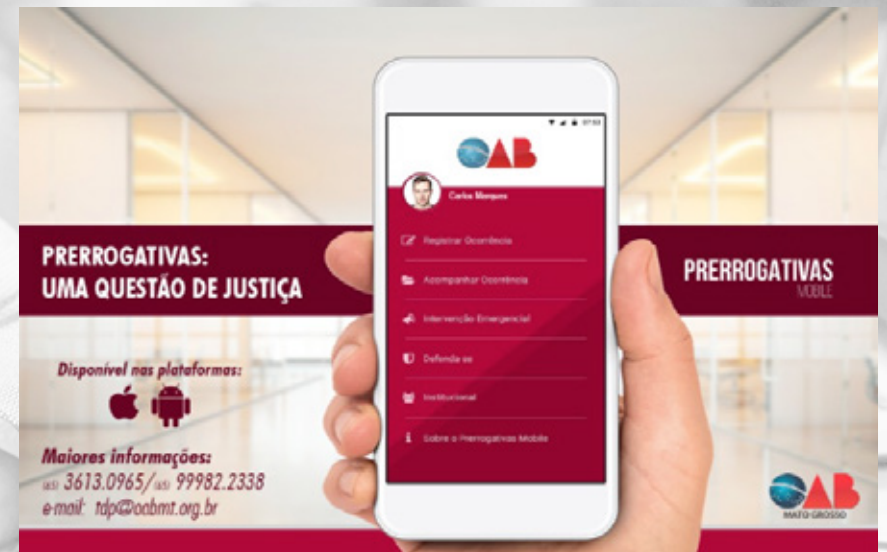 PRERROGATIVAS:
UMA QUESTÃO DE JUSTIÇA
Disponível nas plataformas:
Maiores informações:
(65) 3613.0965/(65) 99982.2338
e-mail: tdp@oabmt.org.br
07:53
OAB
Carlos Marques
Registrar Ocorrência
Acompanhar Ocorrência
Intervenção Emergencial
Defenda-se
Institucional
Sobre o Prerrogativas Mobile
PRERROGATIVAS
MOBILE
OAB
MATO GROSSO